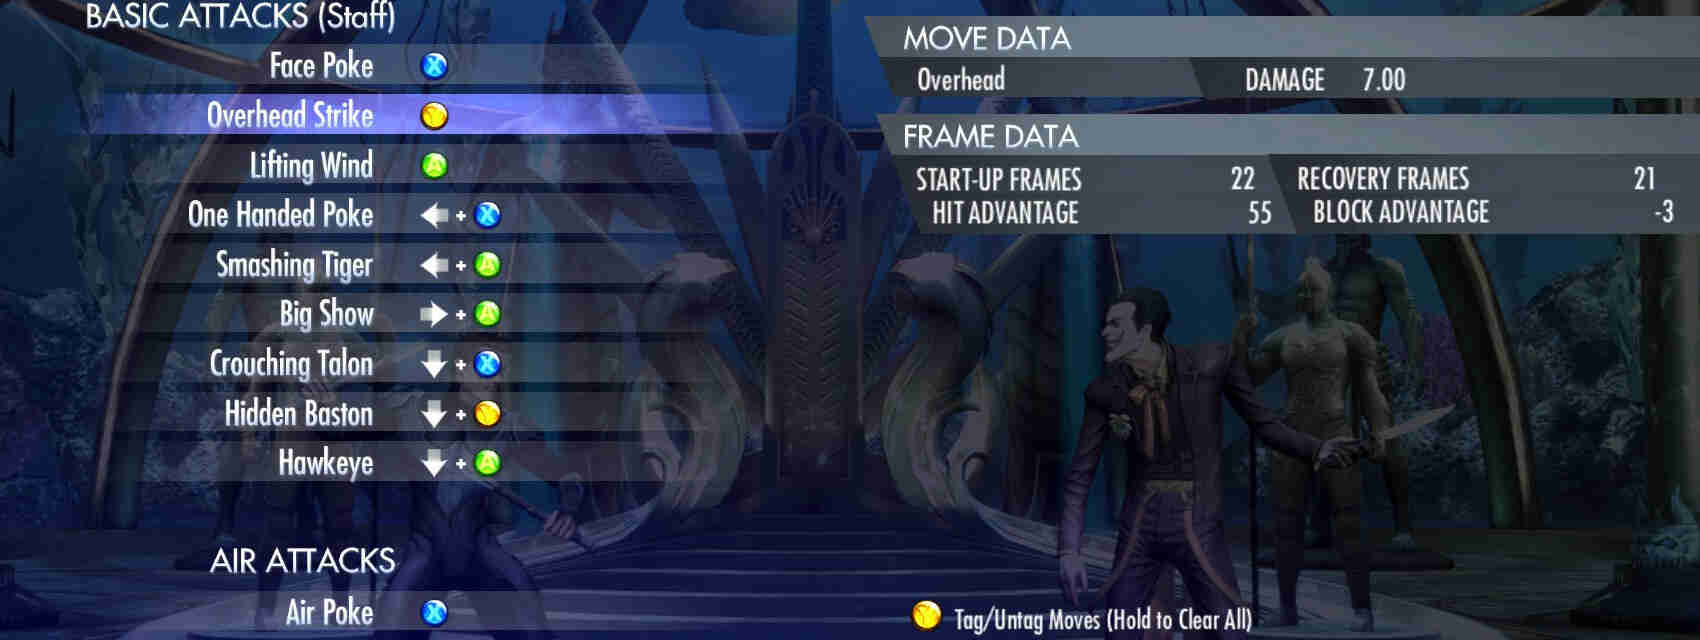 BASIC ATTACKS (Staff)
Face Poke X
Overhead Strike Y
Lifting Wind A
One Handed Poke + X
Smashing Tiger + A
Big Show + A
Crouching Talon + X
Hidden Baston + Y
Hawkeye + A
AIR ATTACKS
Air Poke X
MOVE DATA
Overhead DAMAGE 7.00
FRAME DATA
START-UP FRAMES 22 RECOVERY FRAMES 21
HIT ADVANTAGE 55 BLOCK ADVANTAGE -3
Y Tag/Untag Moves (Hold to Clear All)